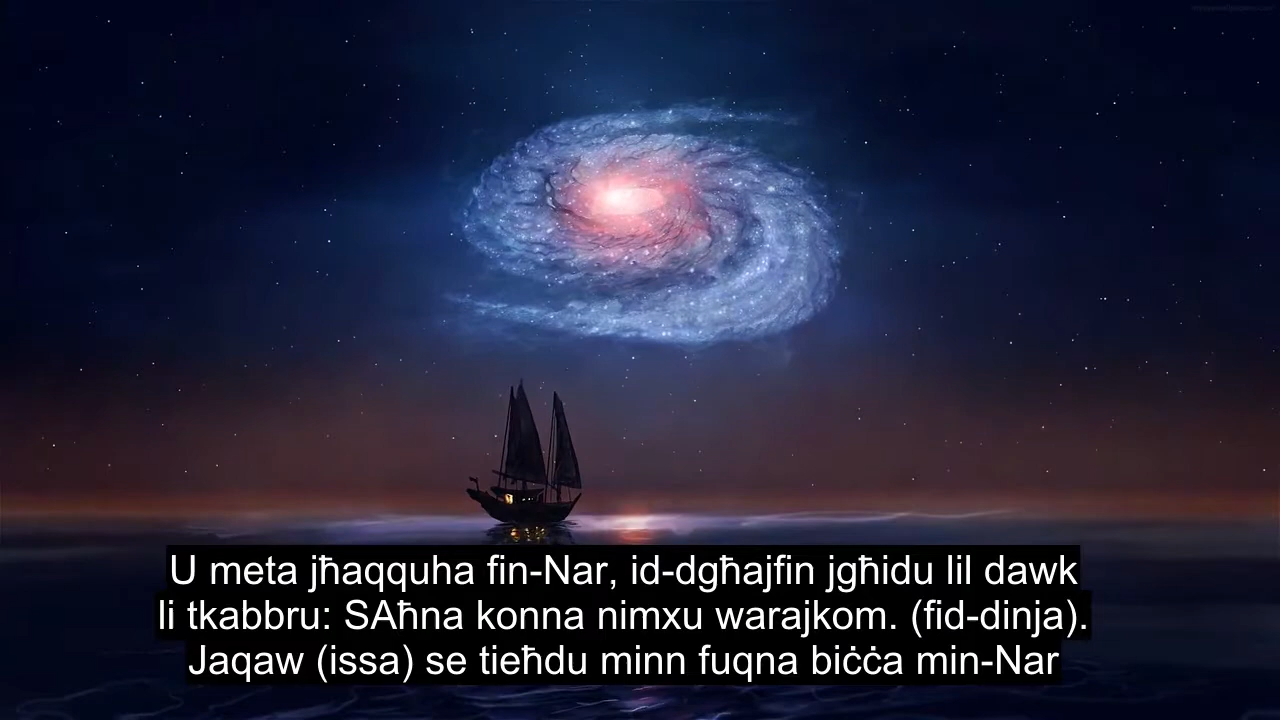 U meta jħaqquha fin-Nar, id-dgħajfin jgħidu lil dawk
li tkabbru: SAħna konna nimxu warajkom. (fid-dinja).
Jaqaw (issa) se tieħdu minn fuqna biċċa min-Nar